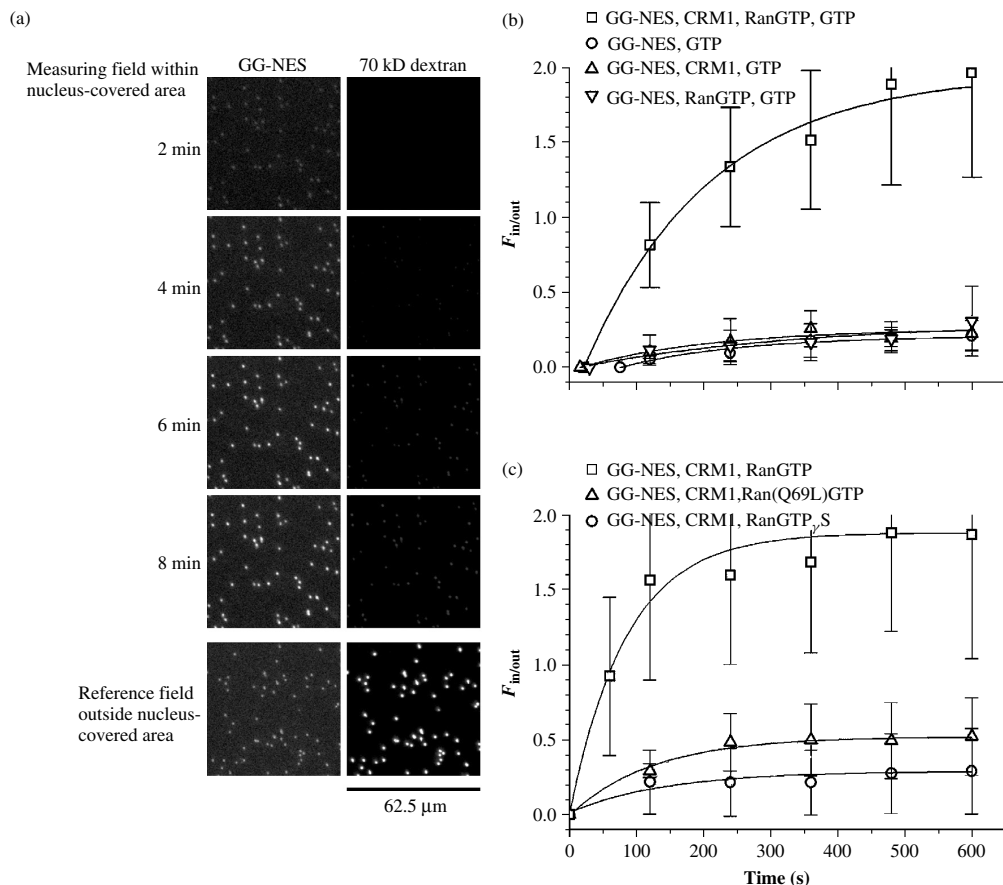 (a)
Measuring field within
nucleus-covered area
GG-NES
70 kD dextran
2 min
4 min
6 min
8 min
Reference field
outside nucleus-
covered area
62.5 µm
(b)
GG-NES, CRM1, RanGTP, GTP
GG-NES, GTP
GG-NES, CRM1, GTP
GG-NES, RanGTP, GTP
2.0
1.5
1.0
0.5
0.0
F in/out
(c)
GG-NES, CRM1, RanGTP
GG-NES, CRM1,Ran(Q69L)GTP
GG-NES, CRM1, RanGTPγS
2.0
1.5
1.0
0.5
0.0
F in/out
0 100 200 300 400 500 600
Time (s)